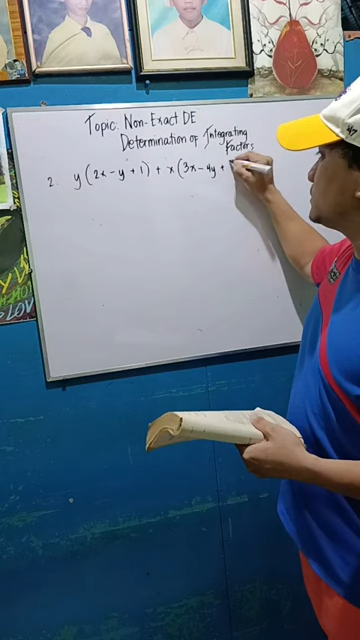 Topic: Non-Exact DE
Determination of Integrating
Factors
2. y(2x - y + 1) + x(3x - 4y +